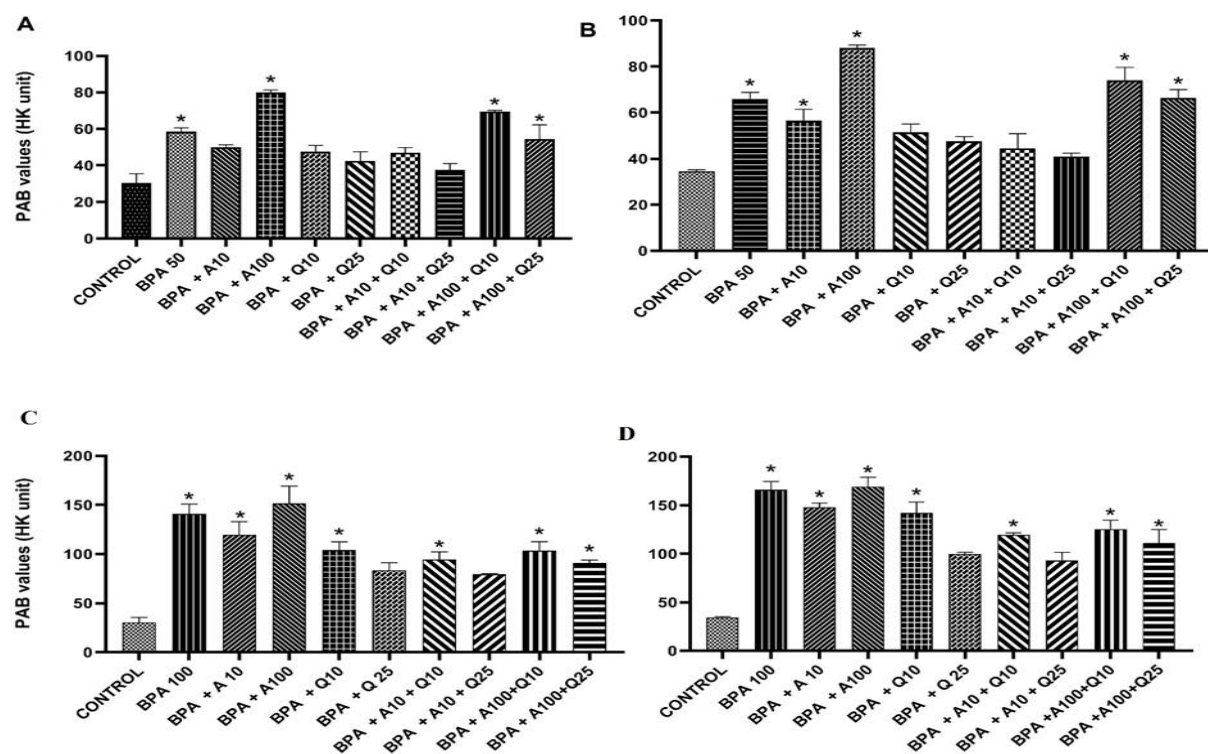 A
PAB values (HK unit)
100
80
60
40
20
0
* * * *
CONTROL
BPA 50
BPA + A10
BPA + A100
BPA + Q10
BPA + Q25
BPA + A10 + Q10
BPA + A10 + Q25
BPA + A100 + Q10
BPA + A100 + Q25
B
100
80
60
40
20
0
* * * * *
CONTROL
BPA 50
BPA + A10
BPA + A100
BPA + Q10
BPA + Q25
BPA + A10 + Q10
BPA + A10 + Q25
BPA + A100 + Q10
BPA + A100 + Q25
C
PAB values (HK unit)
200
150
100
50
0
* * * * * * *
CONTROL
BPA 100
BPA + A 10
BPA + A100
BPA + Q10
BPA + Q 25
BPA + A10 + Q10
BPA + A10 + Q25
BPA + A100+Q10
BPA + A100+Q25
D
200
150
100
50
0
* * * * * * *
CONTROL
BPA 100
BPA + A 10
BPA + A100
BPA + Q10
BPA + Q 25
BPA + A10 + Q10
BPA + A10 + Q25
BPA +A100+Q10
BPA +A100+Q25